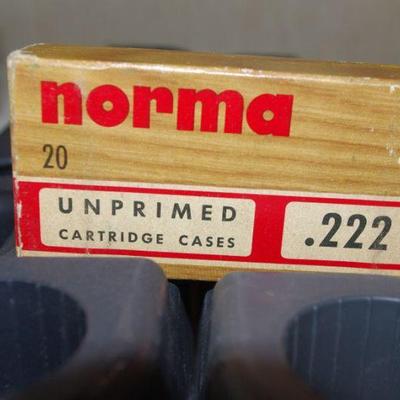 norma
20
UNPRIMED
CARTRIDGE CASES
.222